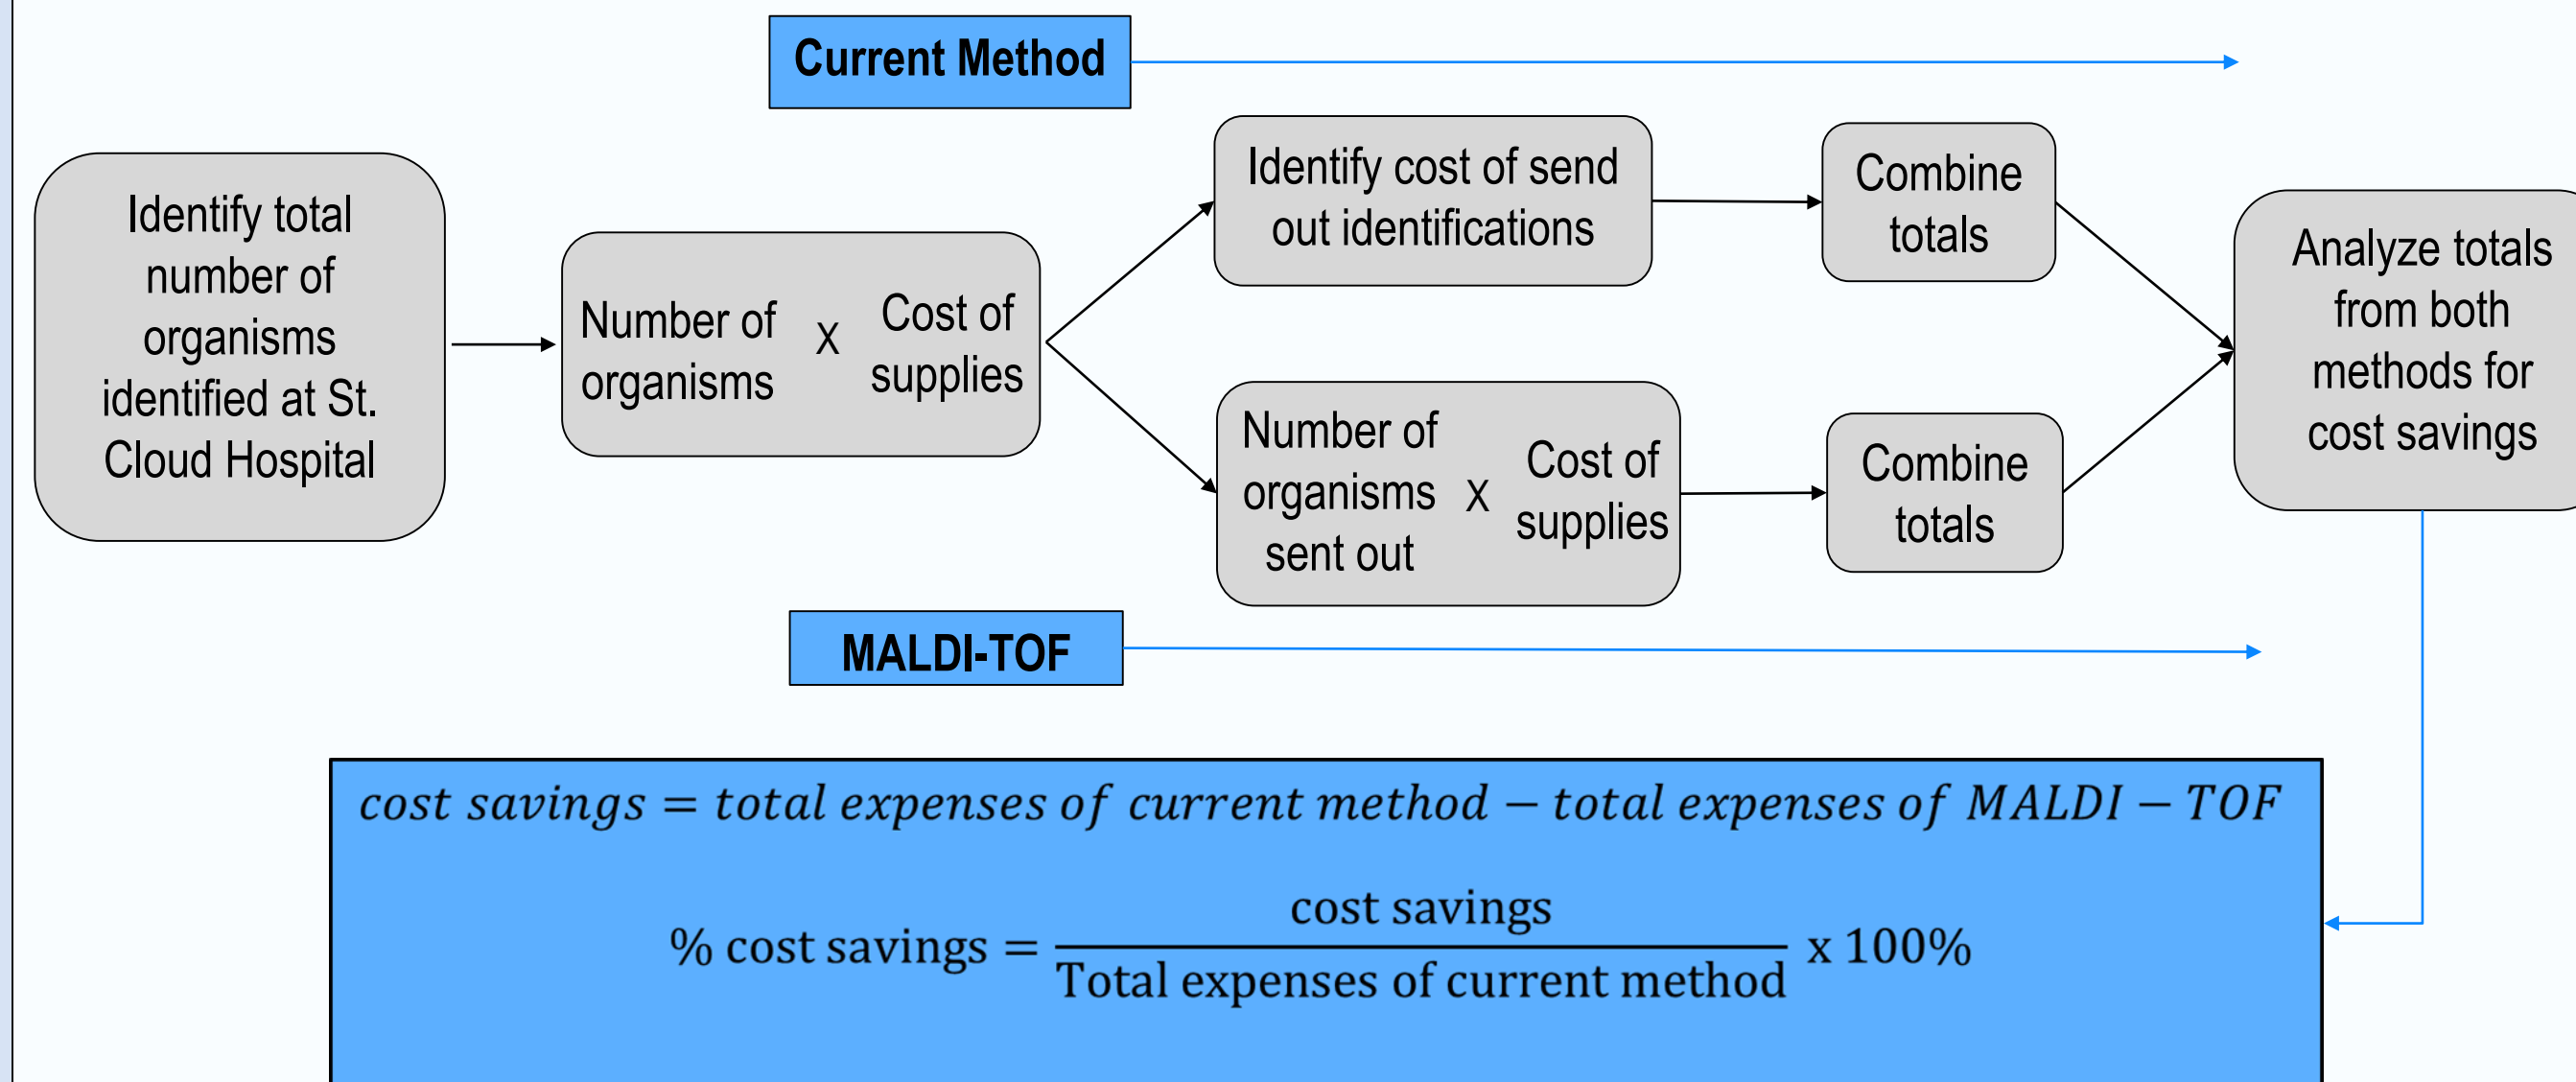 Current Method
Identify total
number of
organisms
identified at St.
Cloud Hospital
Number of
organisms
X
Cost of
supplies
Identify cost of send
out identifications
Combine
totals
Number of
organisms
sent out
X
Cost of
supplies
Combine
totals
Analyze totals
from both
methods for
cost savings
MALDI-TOF
cost savings = total expenses of current method − total expenses of MALDI − TOF
% cost savings =
cost savings
Total expenses of current method
x 100%